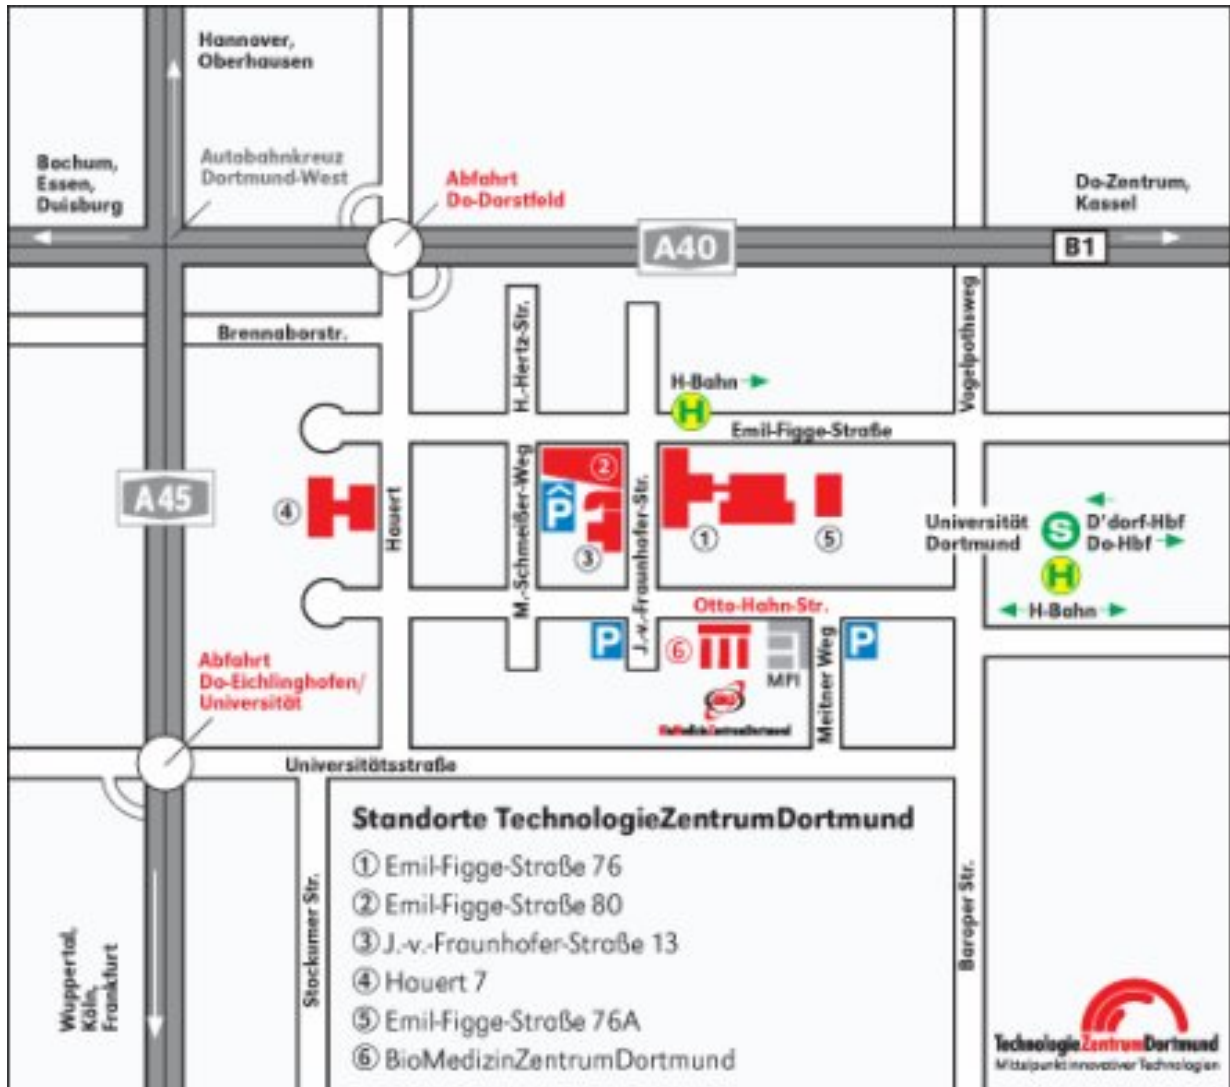 Hannover,
Oberhausen
Bochum,
Essen,
Duisburg
Autobahnkreuz
Dortmund-West
Abfahrt
Do-Dorstfeld
Do-Zentrum,
Kassel
A40
B1
Brennaborstr.
H.-Hertz-Str.
Vogelpothsweg
H-Bahn
H
Emil-Figge-Straße
A45
Hauert
M.-Schmeißer-Weg
J.-v.-Fraunhofer-Str.
2
P
4
3
1
5
Universität
Dortmund
S
D'dorf-Hbf
Do-Hbf
H
H-Bahn
Otto-Hahn-Str.
P
6
MPI
Meitner Weg
P
BioMedizinZentrumDortmund
Abfahrt
Do-Eichlinghofen/
Universität
Universitätsstraße
Stockumer Str.
Baroper Str.
Wuppertal,
Köln,
Frankfurt
Standorte TechnologieZentrumDortmund
1 Emil-Figge-Straße 76
2 Emil-Figge-Straße 80
3 J.-v.-Fraunhofer-Straße 13
4 Hauert 7
5 Emil-Figge-Straße 76A
6 BioMedizinZentrumDortmund
TechnologieZentrumDortmund
Mittelpunkt innovativer Technologien